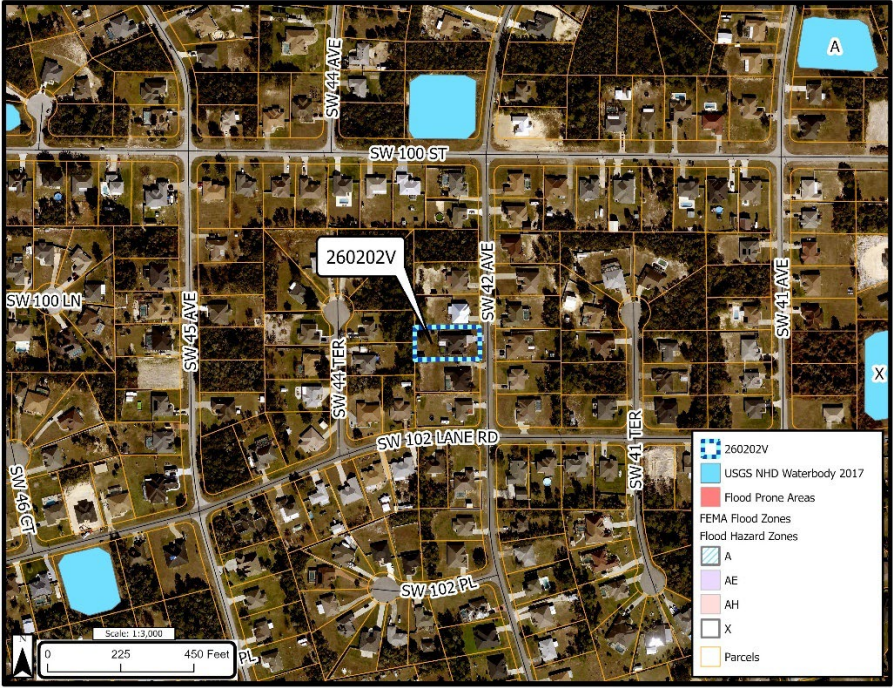 A
SW 44 AVE
SW 100 ST
260202V
SW 42 AVE
SW 41 AVE
SW 100 LN
SW 45 AVE
SW 44 TER
X
SW 102 LANE RD
SW 41 TER
SW 46 CT
SW 102 PL
PL
260202V
USGS NHD Waterbody 2017
Flood Prone Areas
FEMA Flood Zones
Flood Hazard Zones
A
AE
AH
X
Parcels
N
Scale: 1:3,000
0 225 450 Feet